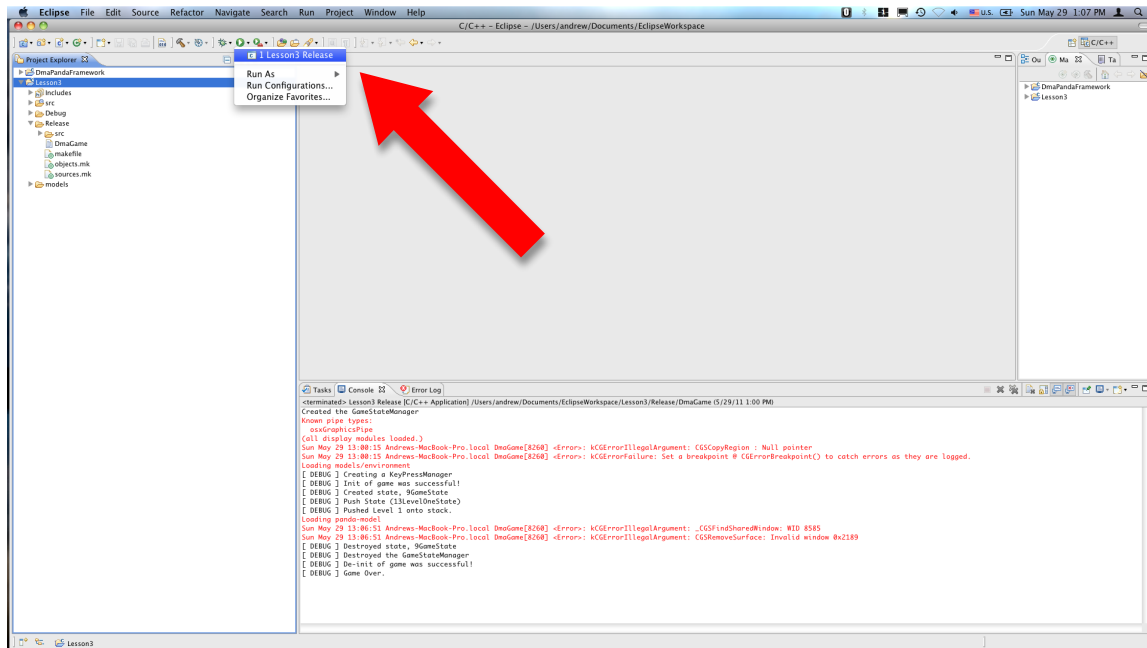 Eclipse File Edit Source Refactor Navigate Search Run Project Window Help
U.S. Sun May 29 1:07 PM
C/C++ - Eclipse - /Users/andrew/Documents/EclipseWorkspace
C/C++
Project Explorer
1 Lesson3 Release
Run As
Run Configurations...
Organize Favorites...
DmaPandaFramework
Lesson3
Includes
src
Debug
Release
src
DmaGame
makefile
objects.mk
sources.mk
models
Ou Ma Ta
DmaPandaFramework
Lesson3
Tasks Console Error Log
<terminated> Lesson3 Release [C/C++ Application] /Users/andrew/Documents/EclipseWorkspace/Lesson3/Release/DmaGame (5/29/11 1:00 PM)
Created the GameStateManager
Known pipe types:
osxGraphicsPipe
(all display modules loaded.)
Sun May 29 13:00:15 Andrews-MacBook-Pro.local DmaGame[8260] <Error>: kCGErrorIllegalArgument: CGSCopyRegion : Null pointer
Sun May 29 13:00:15 Andrews-MacBook-Pro.local DmaGame[8260] <Error>: kCGErrorFailure: Set a breakpoint @ CGErrorBreakpoint() to catch errors as they are logged.
Loading models/environment
[ DEBUG ] Creating a KeyPressManager
[ DEBUG ] Init of game was successful!
[ DEBUG ] Created state, 9GameState
[ DEBUG ] Push State (13LevelOneState)
[ DEBUG ] Pushed Level 1 onto stack.
Loading panda-model
Sun May 29 13:06:51 Andrews-MacBook-Pro.local DmaGame[8260] <Error>: kCGErrorIllegalArgument: _CGSFindSharedWindow: WID 8585
Sun May 29 13:06:51 Andrews-MacBook-Pro.local DmaGame[8260] <Error>: kCGErrorIllegalArgument: CGSRemoveSurface: Invalid window 0x2189
[ DEBUG ] Destroyed state, 9GameState
[ DEBUG ] Destroyed the GameStateManager
[ DEBUG ] De-init of game was successful!
[ DEBUG ] Game Over.
Lesson3